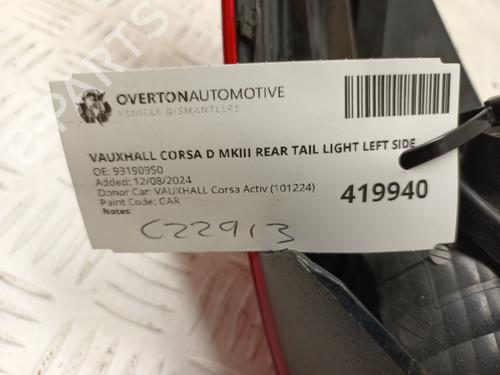 OVERTONAUTOMOTIVE
VEHICLE DISMANTLERS
VAUXHALL CORSA D MKIII REAR TAIL LIGHT LEFT SIDE
OE: 93190950
Added: 12/08/2024
Donor Car: VAUXHALL Corsa Activ (101224)
419940
Paint Code: CAR
Notes:
C22913